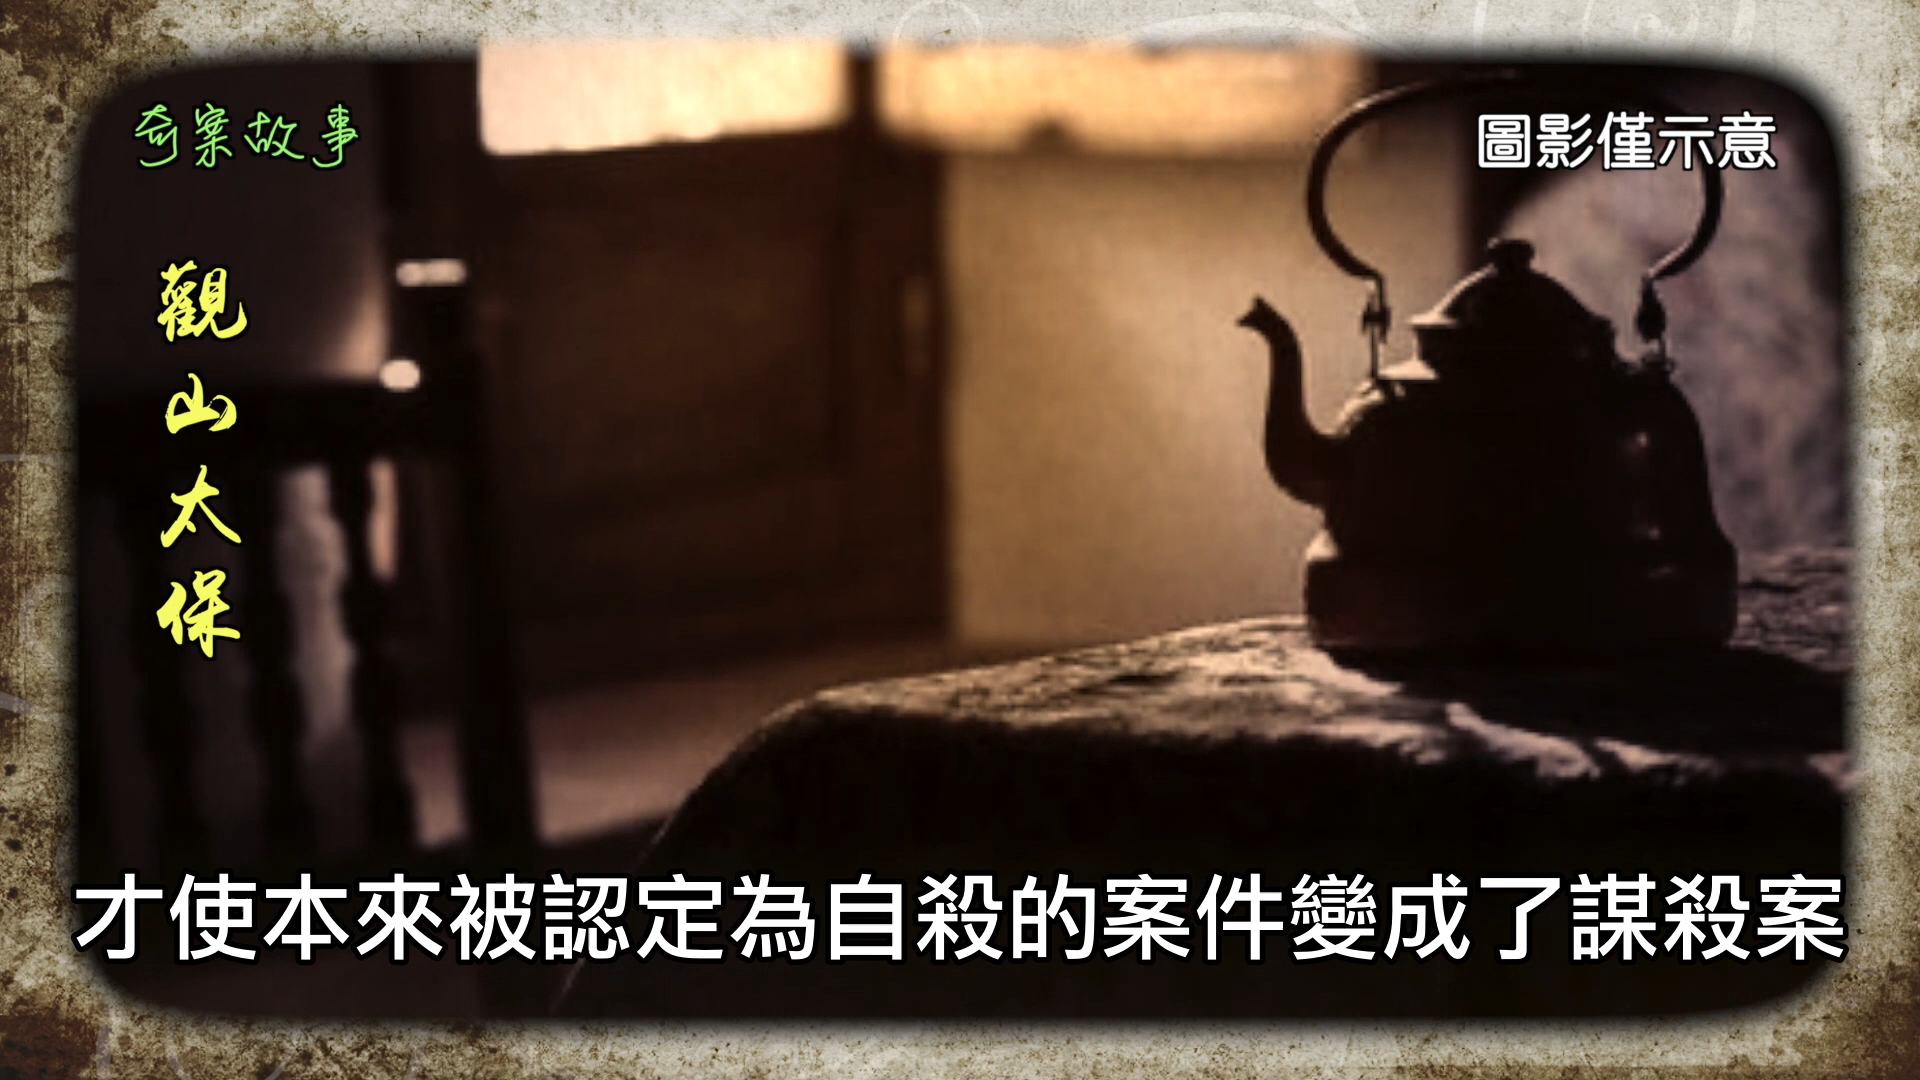 奇案故事
圖影僅示意
觀山太保
才使本來被認定為自殺的案件變成了謀殺案